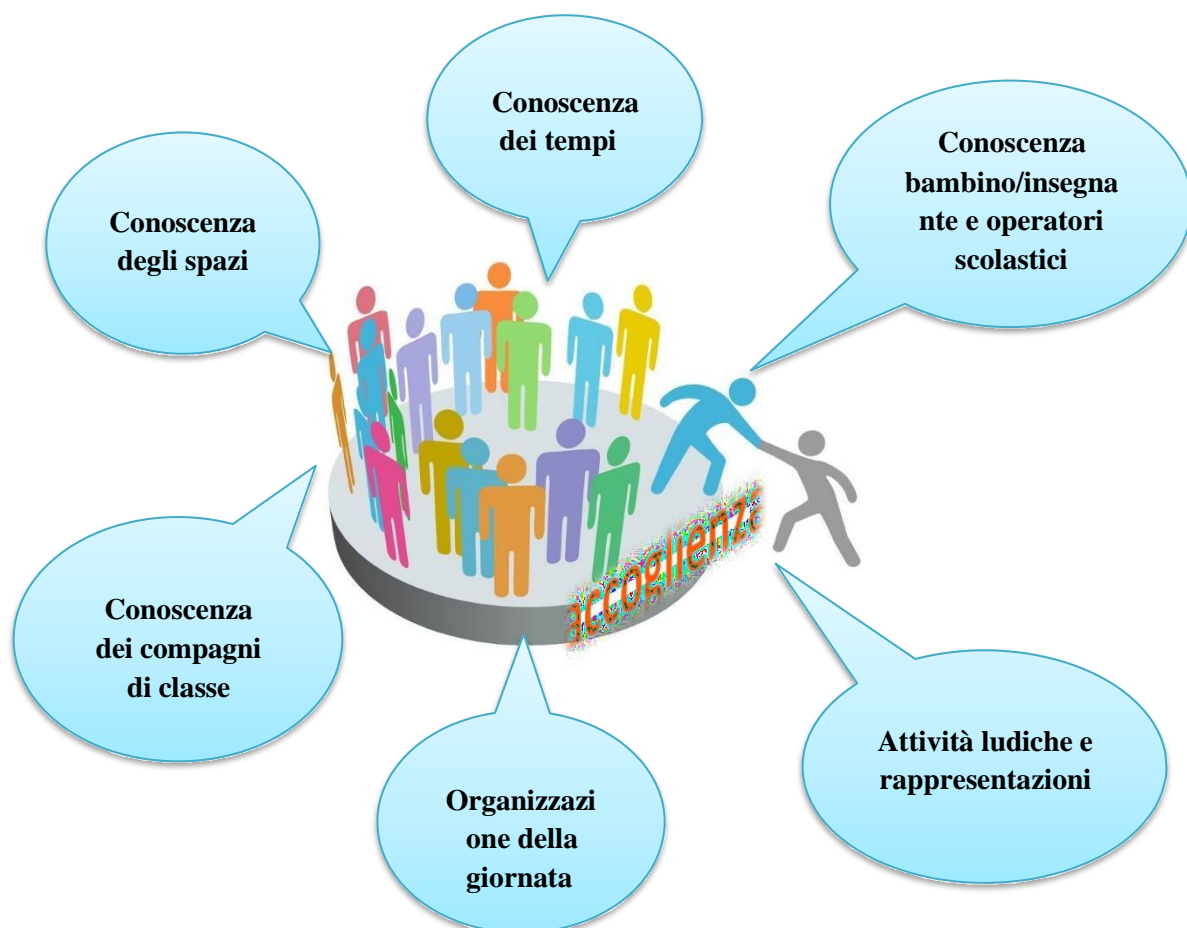 Conoscenza
dei tempi
Conoscenza
bambino/insegna
nte e operatori
scolastici
Conoscenza
degli spazi
accoglienza
Conoscenza
dei compagni
di classe
Attività ludiche e
rappresentazioni
Organizzazi
one della
giornata